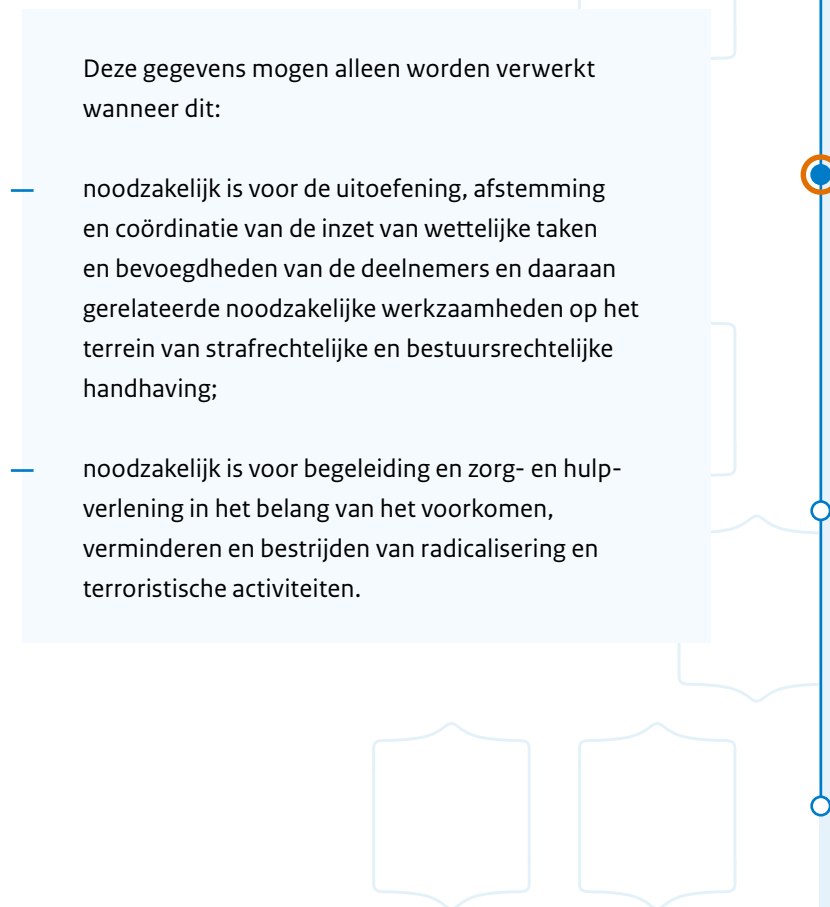 Deze gegevens mogen alleen worden verwerkt
wanneer dit:
— noodzakelijk is voor de uitoefening, afstemming
en coördinatie van de inzet van wettelijke taken
en bevoegdheden van de deelnemers en daaraan
gerelateerde noodzakelijke werkzaamheden op het
terrein van strafrechtelijke en bestuursrechtelijke
handhaving;
— noodzakelijk is voor begeleiding en zorg- en hulp-
verlening in het belang van het voorkomen,
verminderen en bestrijden van radicalisering en
terroristische activiteiten.